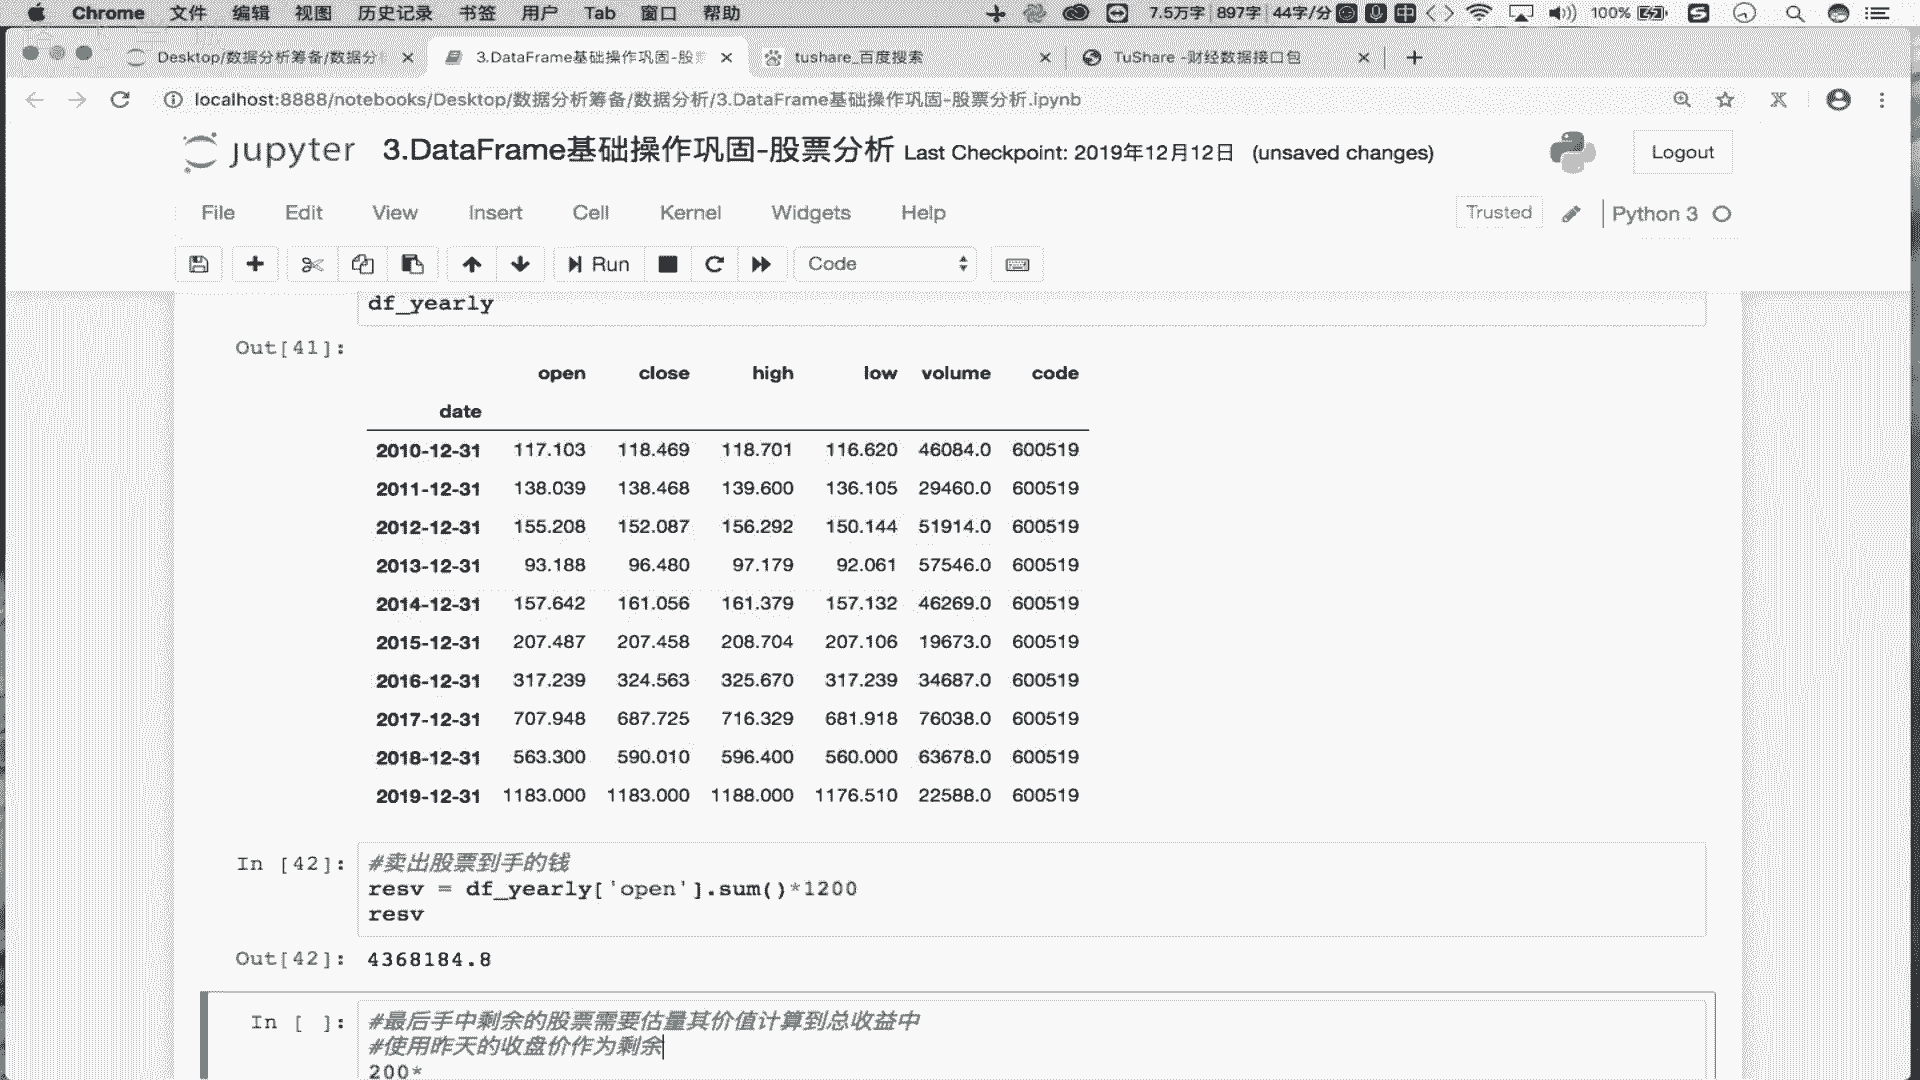 Chrome 文件 编辑 视图 历史记录 书签 用户 Tab 窗口 帮助 7.5万字 897字 44字/分 中 100%
Desktop/数据分析筹备/数据分 3.DataFrame基础操作巩固-股票 tushare_百度搜索 TuShare -财经数据接口包
localhost:8888/notebooks/Desktop/数据分析筹备/数据分析/3.DataFrame基础操作巩固-股票分析.ipynb
jupyter 3.DataFrame基础操作巩固-股票分析 Last Checkpoint: 2019年12月12日 (unsaved changes) Logout
File Edit View Insert Cell Kernel Widgets Help Trusted Python 3
Run Code
df_yearly
Out[41]:
open close high low volume code
date
2010-12-31 117.103 118.469 118.701 116.620 46084.0 600519
2011-12-31 138.039 138.468 139.600 136.105 29460.0 600519
2012-12-31 155.208 152.087 156.292 150.144 51914.0 600519
2013-12-31 93.188 96.480 97.179 92.061 57546.0 600519
2014-12-31 157.642 161.056 161.379 157.132 46269.0 600519
2015-12-31 207.487 207.458 208.704 207.106 19673.0 600519
2016-12-31 317.239 324.563 325.670 317.239 34687.0 600519
2017-12-31 707.948 687.725 716.329 681.918 76038.0 600519
2018-12-31 563.300 590.010 596.400 560.000 63678.0 600519
2019-12-31 1183.000 1183.000 1188.000 1176.510 22588.0 600519
In [42]: #卖出股票到手的钱
resv = df_yearly['open'].sum()*1200
resv
Out[42]: 4368184.8
In [ ]: #最后手中剩余的股票需要估量其价值计算到总收益中
#使用昨天的收盘价作为剩余
200*